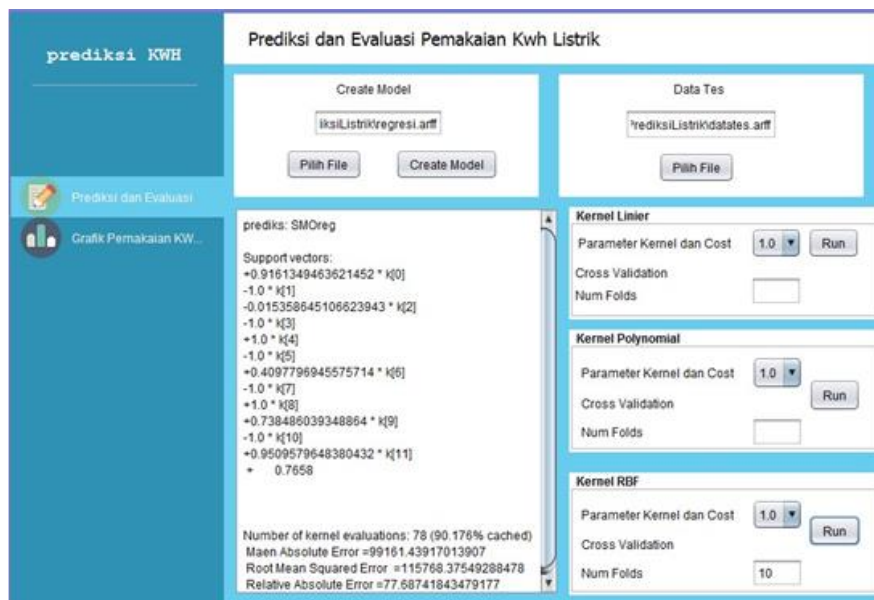 prediksi KWH
Prediksi dan Evaluasi
Grafik Pemakaian KW...
Prediksi dan Evaluasi Pemakaian Kwh Listrik
Create Model
iksiListrik\regresi.arff
Pilih File
Create Model
Data Tes
PrediksiListrik\datates.arff
Pilih File
prediks: SMOreg
Support vectors:
+0.9161349463621452 * k[0]
-1.0 * k[1]
-0.015358645106623943 * k[2]
-1.0 * k[3]
+1.0 * k[4]
-1.0 * k[5]
+0.4097796945575714 * k[6]
-1.0 * k[7]
+1.0 * k[8]
+0.738486039348864 * k[9]
-1.0 * k[10]
+0.9509579648380432 * k[11]
+ 0.7658
Number of kernel evaluations: 78 (90.176% cached)
Maen Absolute Error =99161.43917013907
Root Mean Squared Error =115768.37549288478
Relative Absolute Error =77.68741843479177
Kernel Linier
Parameter Kernel dan Cost
1.0
Run
Cross Validation
Num Folds
Kernel Polynomial
Parameter Kernel dan Cost
1.0
Run
Cross Validation
Num Folds
Kernel RBF
Parameter Kernel dan Cost
1.0
Run
Cross Validation
Num Folds
10